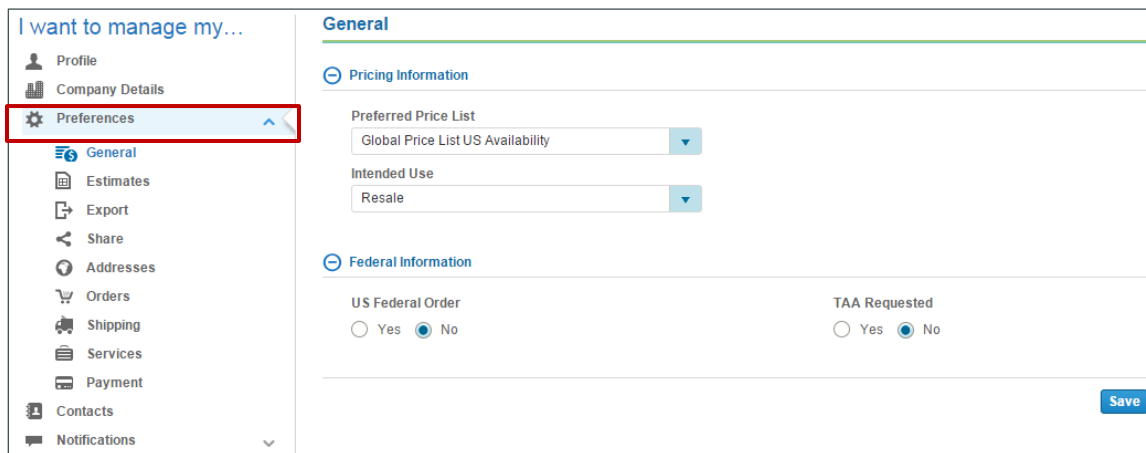 I want to manage my...
Profile
Company Details
Preferences
General
Estimates
Export
Share
Addresses
Orders
Shipping
Services
Payment
Contacts
Notifications
General
Pricing Information
Preferred Price List
Global Price List US Availability
Intended Use
Resale
Federal Information
US Federal Order
Yes No
TAA Requested
Yes No
Save